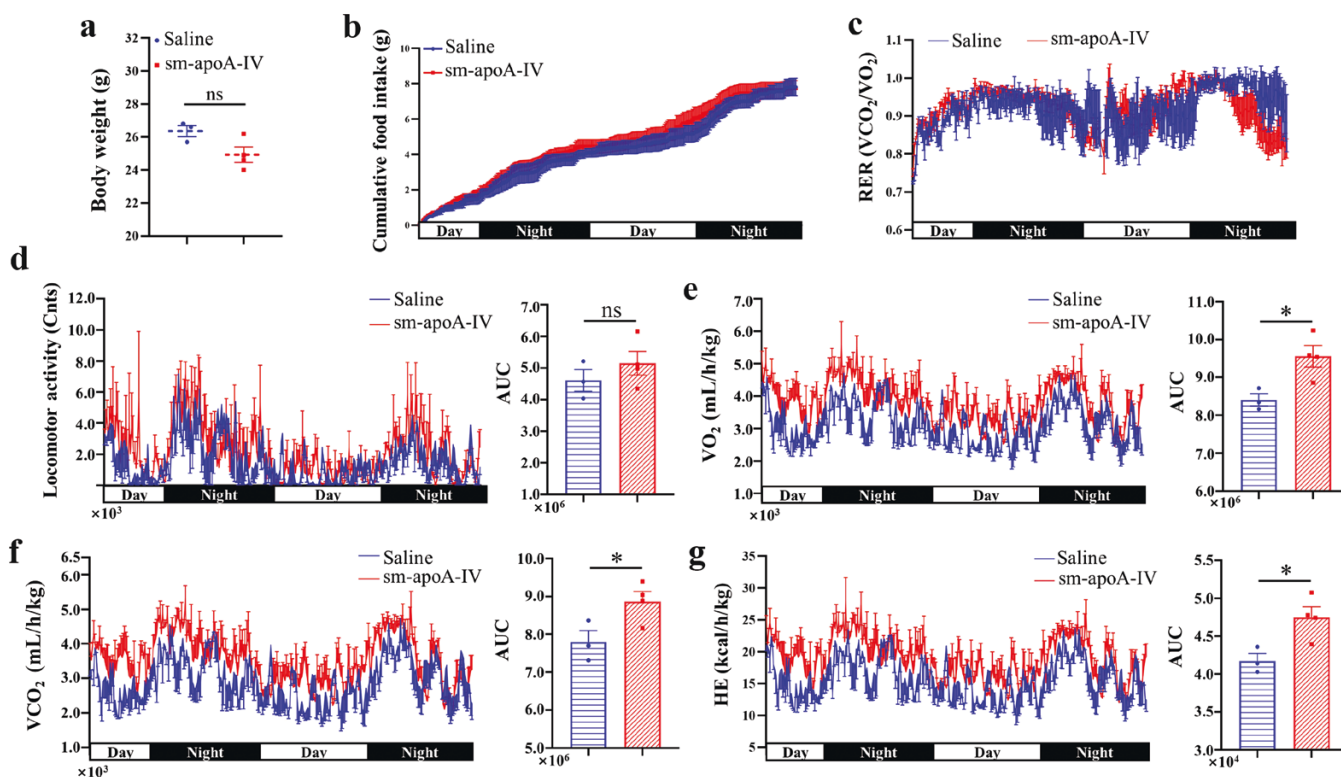 a
Body weight (g)
32
30
28
26
24
22
20
Saline
sm-apoA-IV
ns
b
Cumulative food intake (g)
10
8
6
4
2
0
Saline
sm-apoA-IV
Day Night Day Night
c
RER (VCO₂/VO₂)
1.1
1.0
0.9
0.8
0.7
0.6
Saline sm-apoA-IV
Day Night Day Night
d
Locomotor activity (Cnts)
12.0
10.0
8.0
6.0
4.0
2.0
Saline
sm-apoA-IV
Day Night Day Night
×10³
AUC
7.0
6.0
5.0
4.0
3.0
2.0
1.0
ns
×10⁶
e
VO₂ (mL/h/kg)
7.0
6.0
5.0
4.0
3.0
2.0
1.0
Saline
sm-apoA-IV
Day Night Day Night
×10³
AUC
11.0
10.0
9.0
8.0
7.0
6.0
*
×10⁶
f
VCO₂ (mL/h/kg)
6.5
6.0
5.0
4.0
3.0
2.0
1.0
Saline
sm-apoA-IV
Day Night Day Night
×10³
AUC
10.0
9.0
8.0
7.0
6.0
5.0
*
×10⁶
g
HE (kcal/h/kg)
35
30
25
20
15
10
5
Saline
sm-apoA-IV
Day Night Day Night
AUC
5.5
5.0
4.5
4.0
3.5
3.0
*
×10⁴